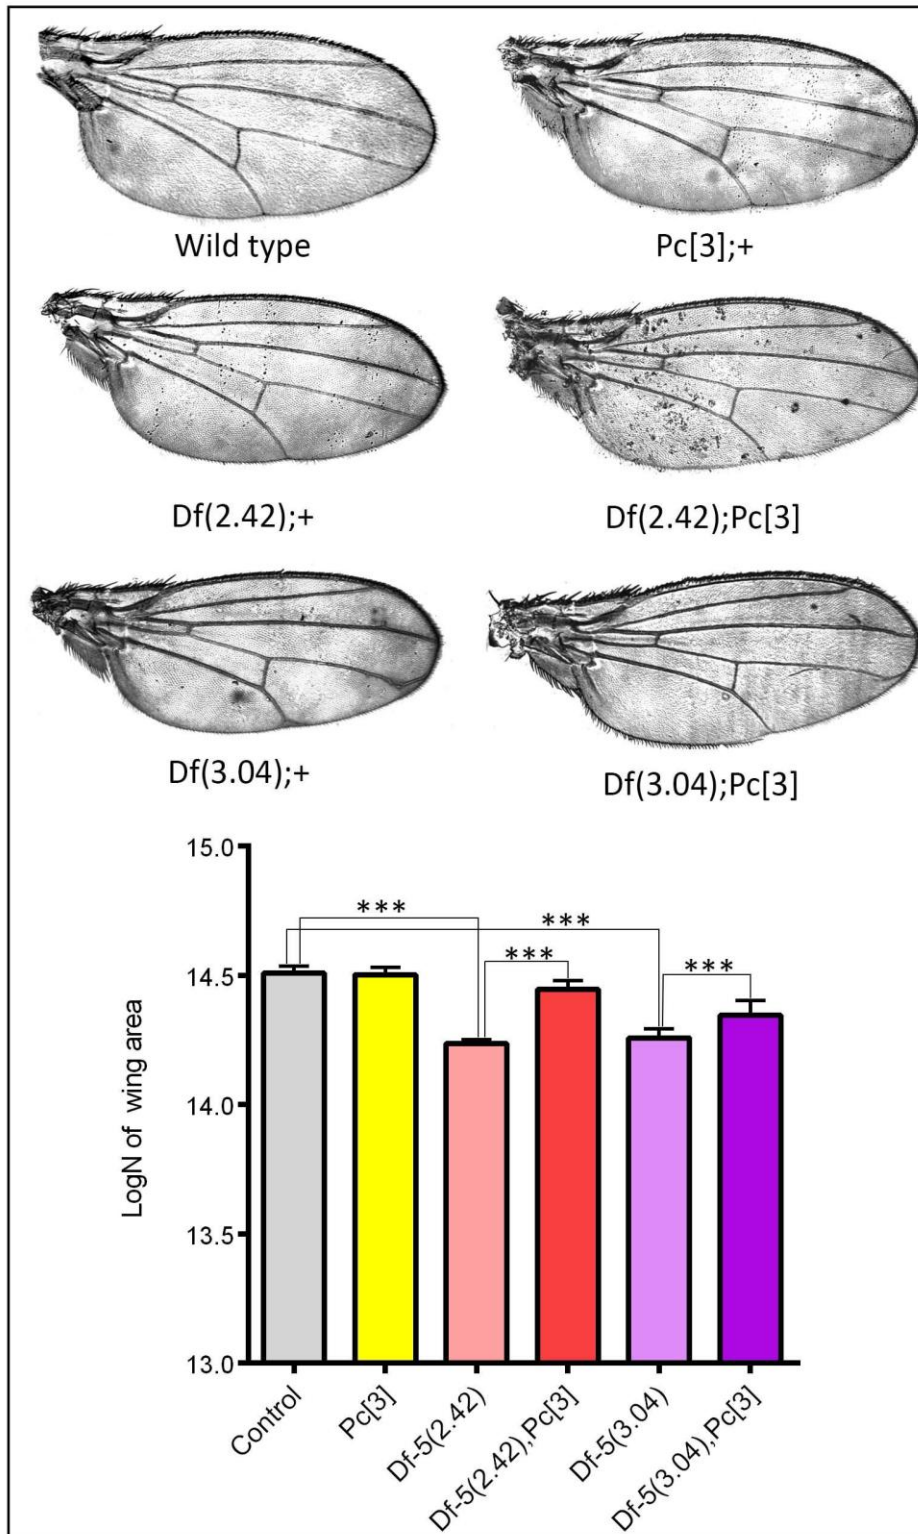 Wild type
Pc[3];+
Df(2.42);+
Df(2.42);Pc[3]
Df(3.04);+
Df(3.04);Pc[3]
15.0
14.5
14.0
13.5
13.0
LogN of wing area
***
***
***
***
Control
Pc[3]
Df-5(2.42)
Df-5(2.42),Pc[3]
Df-5(3.04)
Df-5(3.04),Pc[3]